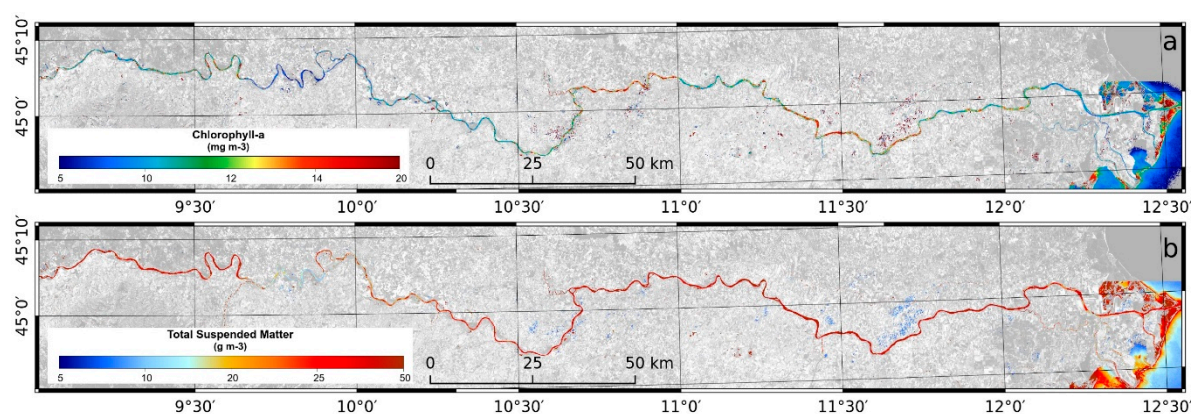 a
45°10'
45°0'
Chlorophyll-a
(mg m-3)
5 10 12 14 20
0 25 50 km
9°30' 10°0' 10°30' 11°0' 11°30' 12°0' 12°30'
b
45°10'
45°0'
Total Suspended Matter
(g m-3)
5 10 20 25 50
0 25 50 km
9°30' 10°0' 10°30' 11°0' 11°30' 12°0' 12°30'